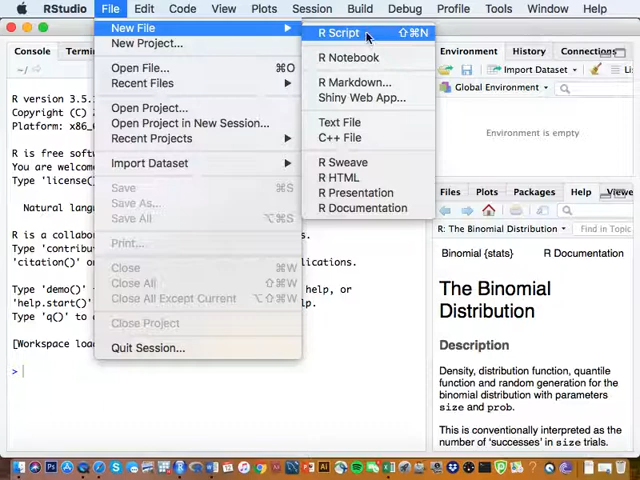 RStudio File Edit Code View Plots Session Build Debug Profile Tools Window Help
New File
New Project...
Open File... ⌘O
Recent Files
Open Project...
Open Project in New Session...
Recent Projects
Import Dataset
Save ⌘S
Save As...
Save All ⌥⌘S
Print...
Close ⌘W
Close All ⇧⌘W
Close All Except Current ⌥⇧⌘W
Close Project
Quit Session...
R Script ⇧⌘N
R Notebook
R Markdown...
Shiny Web App...
Text File
C++ File
R Sweave
R HTML
R Presentation
R Documentation
Console
~/
R version 3.5.
Copyright (C)
Platform: x86_6
R is free
You are welcome
Type 'license(
Natural
R is a collabo
Type 'contribu
'citation()' on
lications.
Type 'demo()'
help, or
'help.start()'
help.
Type 'q()' to
[Workspace
>
Environment History Connections
Import Dataset
Global Environment
Environment is empty
Files Plots Packages Help
R: The Binomial Distribution Find in Topic
Binomial {stats} R Documentation
The Binomial
Distribution
Description
Density, distribution function, quantile
function and random generation for the
binomial distribution with parameters
size and prob.
This is conventionally interpreted as the
number of ‘successes’ in size trials.